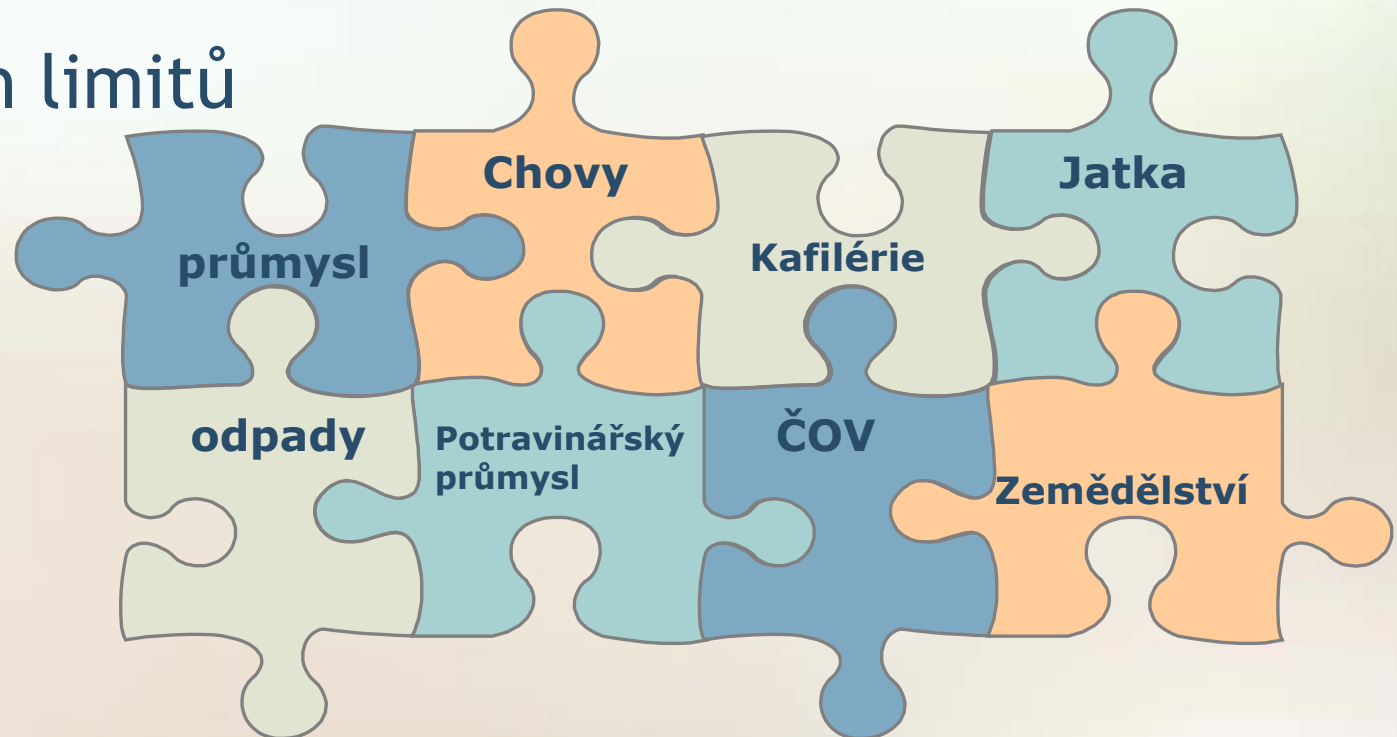 limitů
průmysl
Chovy
Kafilérie
Jatka
odpady
Potravinářský
průmysl
ČOV
Zemědělství